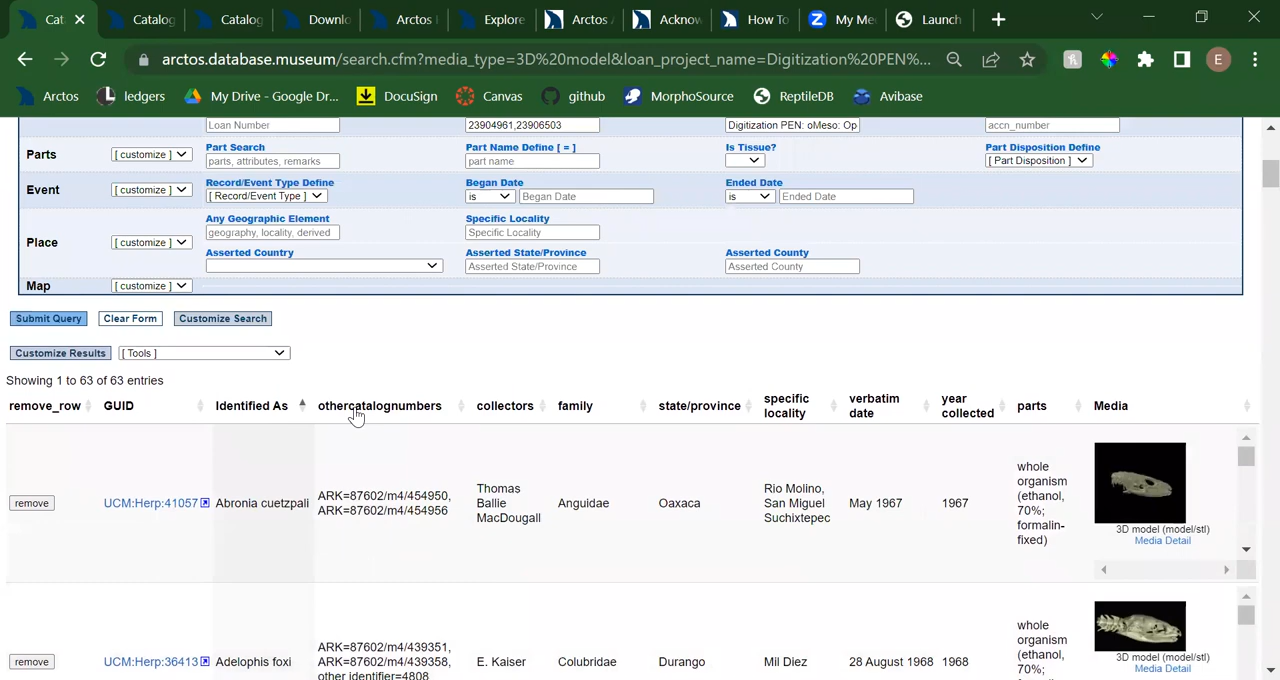 Cat
Catalog
Catalog
Downlo
Arctos
Explore
Arctos
Acknow
How To
My Me
Launch
arctos.database.museum/search.cfm?media_type=3D%20model&loan_project_name=Digitization%20PEN%...
E
Arctos
ledgers
My Drive - Google Dr...
DocuSign
Canvas
github
MorphoSource
ReptileDB
Avibase
Loan Number
23904961,23906503
Digitization PEN: oMeso: Op
accn_number
Parts
[ customize ]
Part Search
parts, attributes, remarks
Part Name Define [ = ]
part name
Is Tissue?
Part Disposition Define
[ Part Disposition ]
Event
[ customize ]
Record/Event Type Define
[ Record/Event Type ]
Began Date
is
Began Date
Ended Date
is
Ended Date
Place
[ customize ]
Any Geographic Element
geography, locality, derived
Specific Locality
Specific Locality
Asserted Country
Asserted State/Province
Asserted State/Province
Asserted County
Asserted County
Map
[ customize ]
Submit Query
Clear Form
Customize Search
Customize Results
[ Tools ]
Showing 1 to 63 of 63 entries
remove_row
GUID
Identified As
othercatalognumbers
collectors
family
state/province
specific
locality
verbatim
date
year
collected
parts
Media
remove
UCM:Herp:41057
Abronia cuetzpali
ARK=87602/m4/454950,
ARK=87602/m4/454956
Thomas
Ballie
MacDougall
Anguidae
Oaxaca
Rio Molino,
San Miguel
Suchixtepec
May 1967
1967
whole
organism
(ethanol,
70%;
formalin-
fixed)
3D model (model/stl)
Media Detail
remove
UCM:Herp:36413
Adelophis foxi
ARK=87602/m4/439351,
other identifier=4808
E. Kaiser
Colubridae
Durango
Mil Diez
28 August 1968
1968
whole
organism
(ethanol,
70%;
3D model (model/stl)
Media Detail